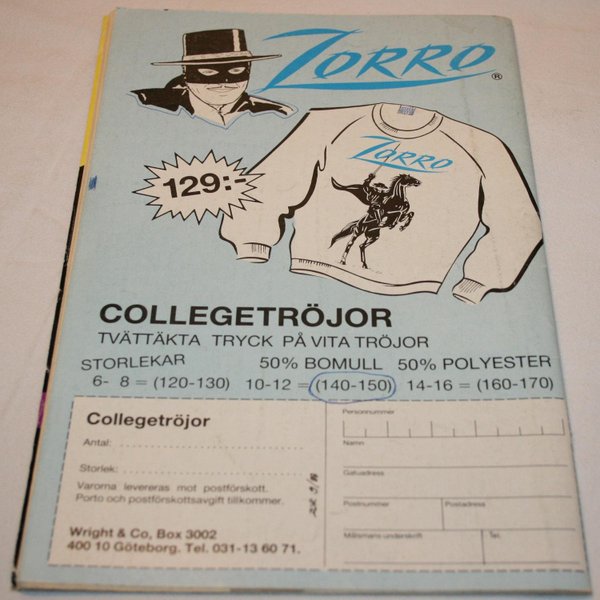 ZORRO ®
ZORRO
129:-
COLLEGETRÖJOR
TVÄTTÄKTA TRYCK PÅ VITA TRÖJOR
STORLEKAR 50% BOMULL 50% POLYESTER
6- 8 = (120-130) 10-12 = (140-150) 14-16 = (160-170)
Collegetröjor
Antal:
Storlek:
Varorna levereras mot postförskott.
Porto och postförskottsavgift tillkommer.
Wright & Co, Box 3002
400 10 Göteborg. Tel. 031-13 60 71.
Personnummer
Namn
Gatuadress
Postnummer Postadress
Målsmans underskrift Tel.